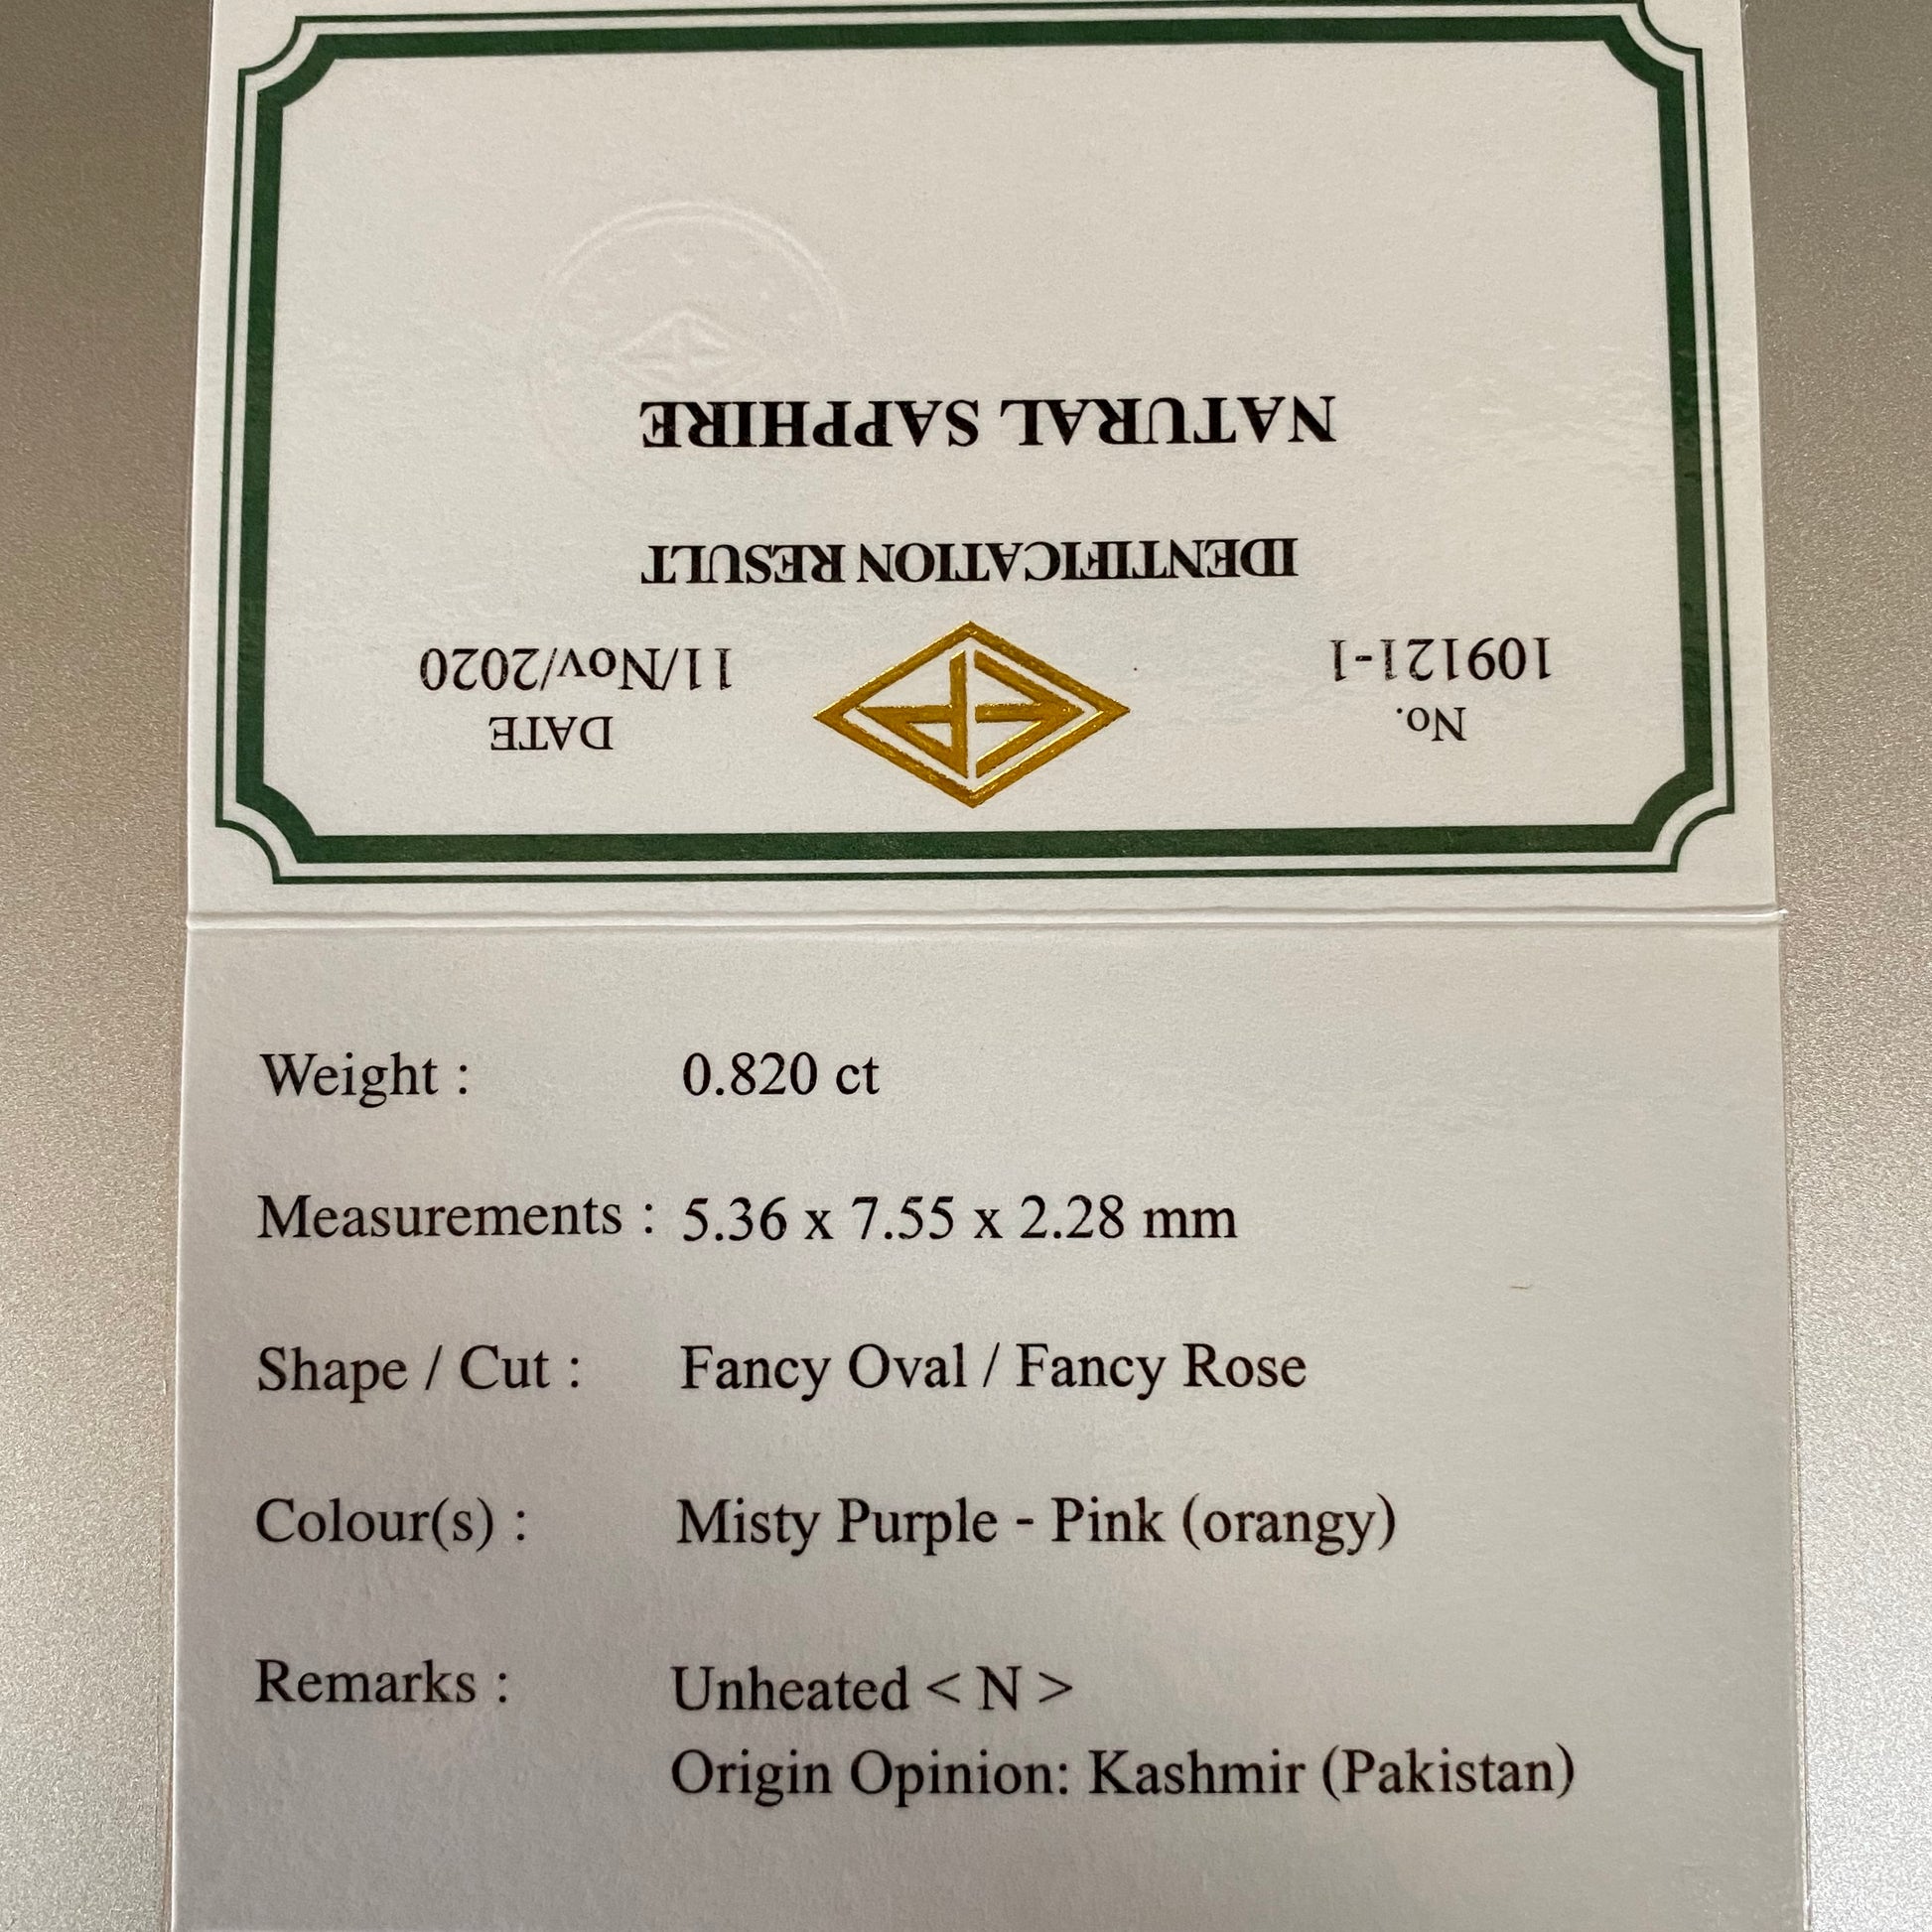 No.
109121-1
DATE
11/Nov/2020
IDENTIFICATION RESULT
NATURAL SAPPHIRE
Weight : 0.820 ct
Measurements : 5.36 x 7.55 x 2.28 mm
Shape / Cut : Fancy Oval / Fancy Rose
Colour(s) : Misty Purple - Pink (orangy)
Remarks : Unheated < N >
Origin Opinion: Kashmir (Pakistan)